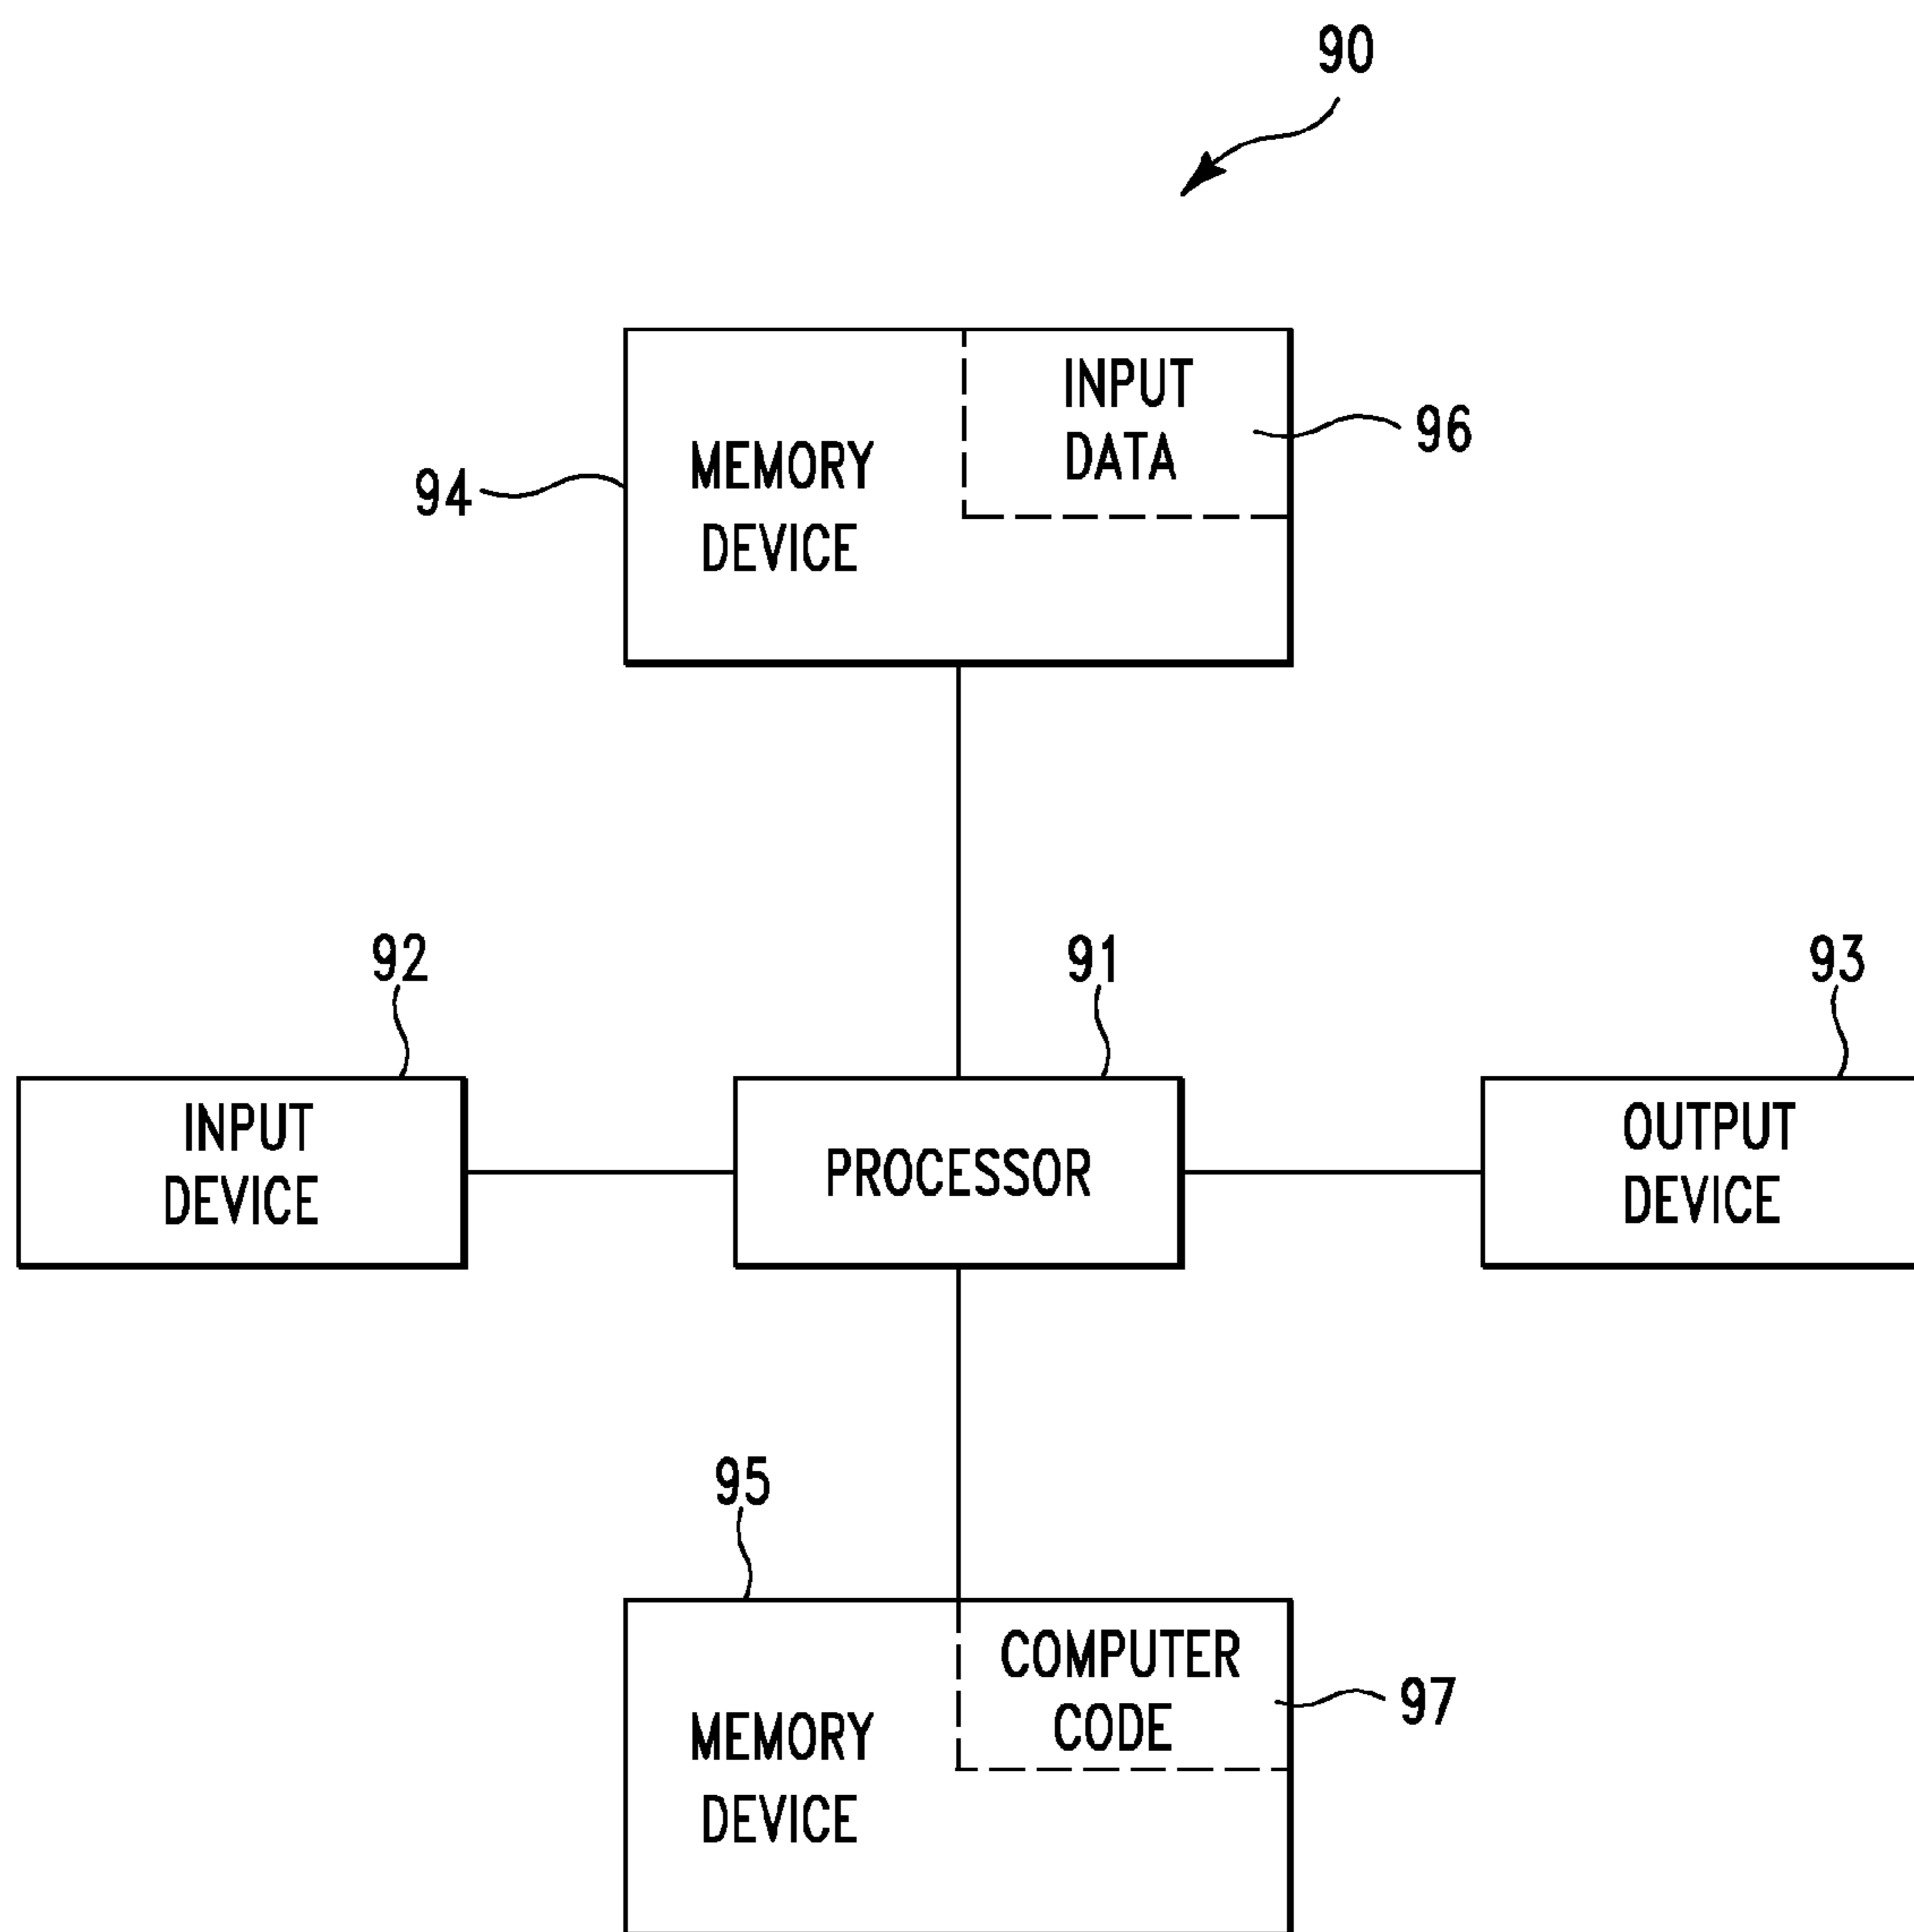 90
INPUT
DATA
96
MEMORY
DEVICE
94
92
91
93
INPUT
DEVICE
PROCESSOR
OUTPUT
DEVICE
95
COMPUTER
CODE
97
MEMORY
DEVICE